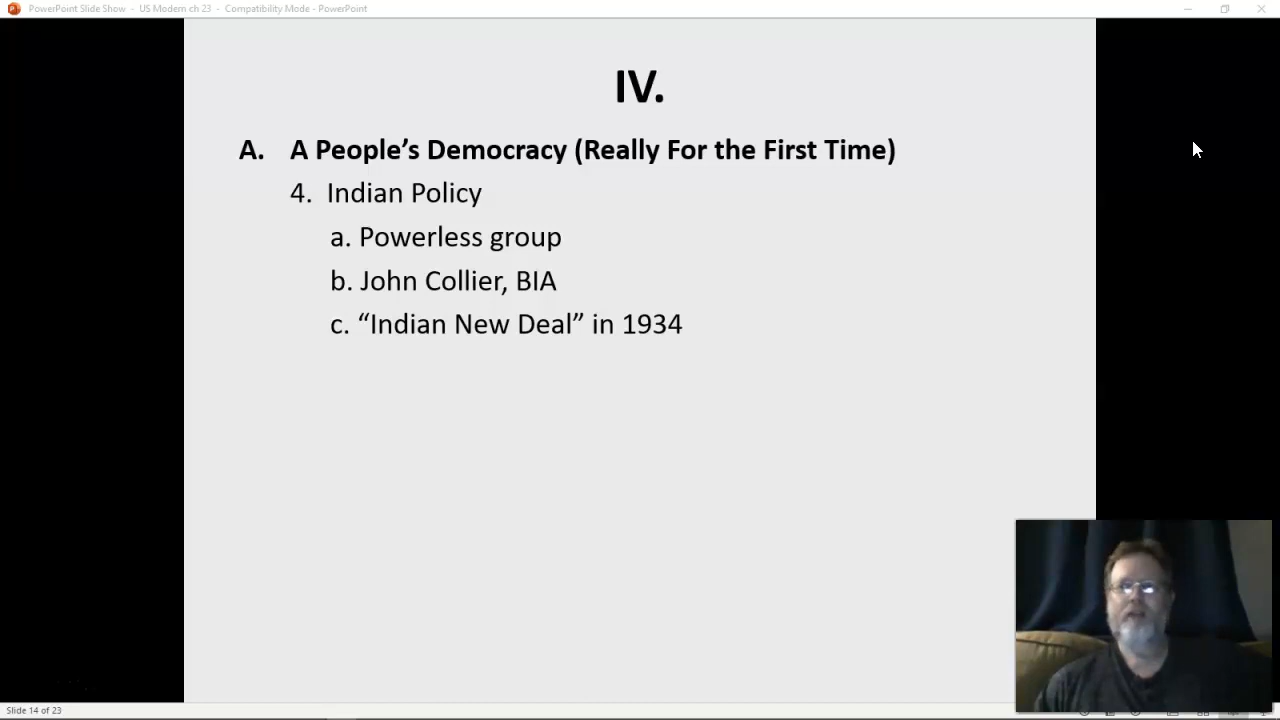 PowerPoint Slide Show - US Modern ch 23 - Compatibility Mode - PowerPoint
IV.
A. A People’s Democracy (Really For the First Time)
4. Indian Policy
a. Powerless group
b. John Collier, BIA
c. “Indian New Deal” in 1934
Slide 14 of 23